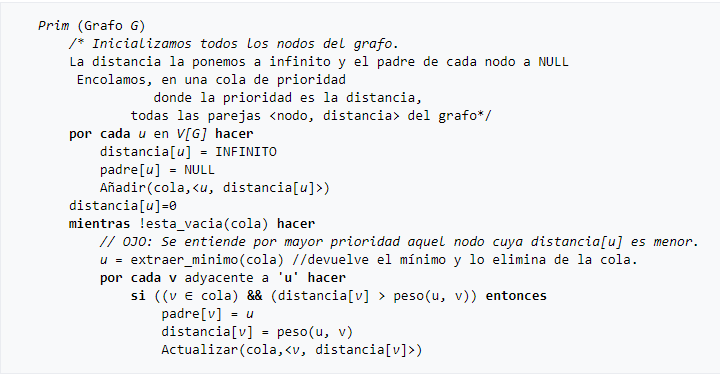 Prim (Grafo G)
/* Inicializamos todos los nodos del grafo.
La distancia la ponemos a infinito y el padre de cada nodo a NULL
Encolamos, en una cola de prioridad
donde la prioridad es la distancia,
todas las parejas <nodo, distancia> del grafo*/
por cada u en V[G] hacer
distancia[u] = INFINITO
padre[u] = NULL
Añadir(cola,<u, distancia[u]>)
distancia[u]=0
mientras !esta_vacia(cola) hacer
// OJO: Se entiende por mayor prioridad aquel nodo cuya distancia[u] es menor.
u = extraer_minimo(cola) //devuelve el mínimo y lo elimina de la cola.
por cada v adyacente a 'u' hacer
si ((v ∈ cola) && (distancia[v] > peso(u, v)) entonces
padre[v] = u
distancia[v] = peso(u, v)
Actualizar(cola,<v, distancia[v]>)